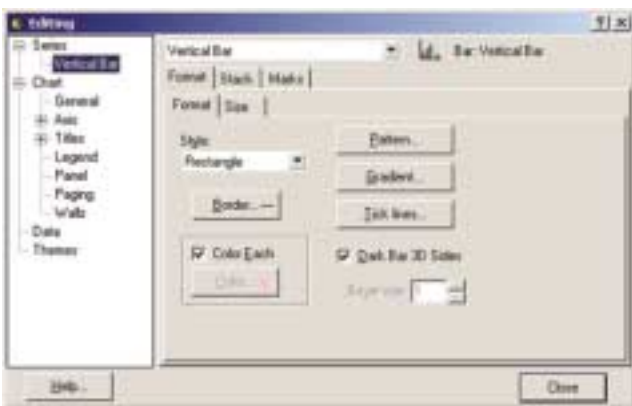 Editing
Series
Vertical Bar
Chart
General
Axis
Titles
Legend
Panel
Paging
Walls
Data
Themes
Vertical Bar
Bar: Vertical Bar
Format Stack Marks
Format Size
Style:
Rectangle
Border...
Color Each
Color...
Pattern...
Gradient...
Tick lines...
Dark Bar 3D Sides
Help...
Close